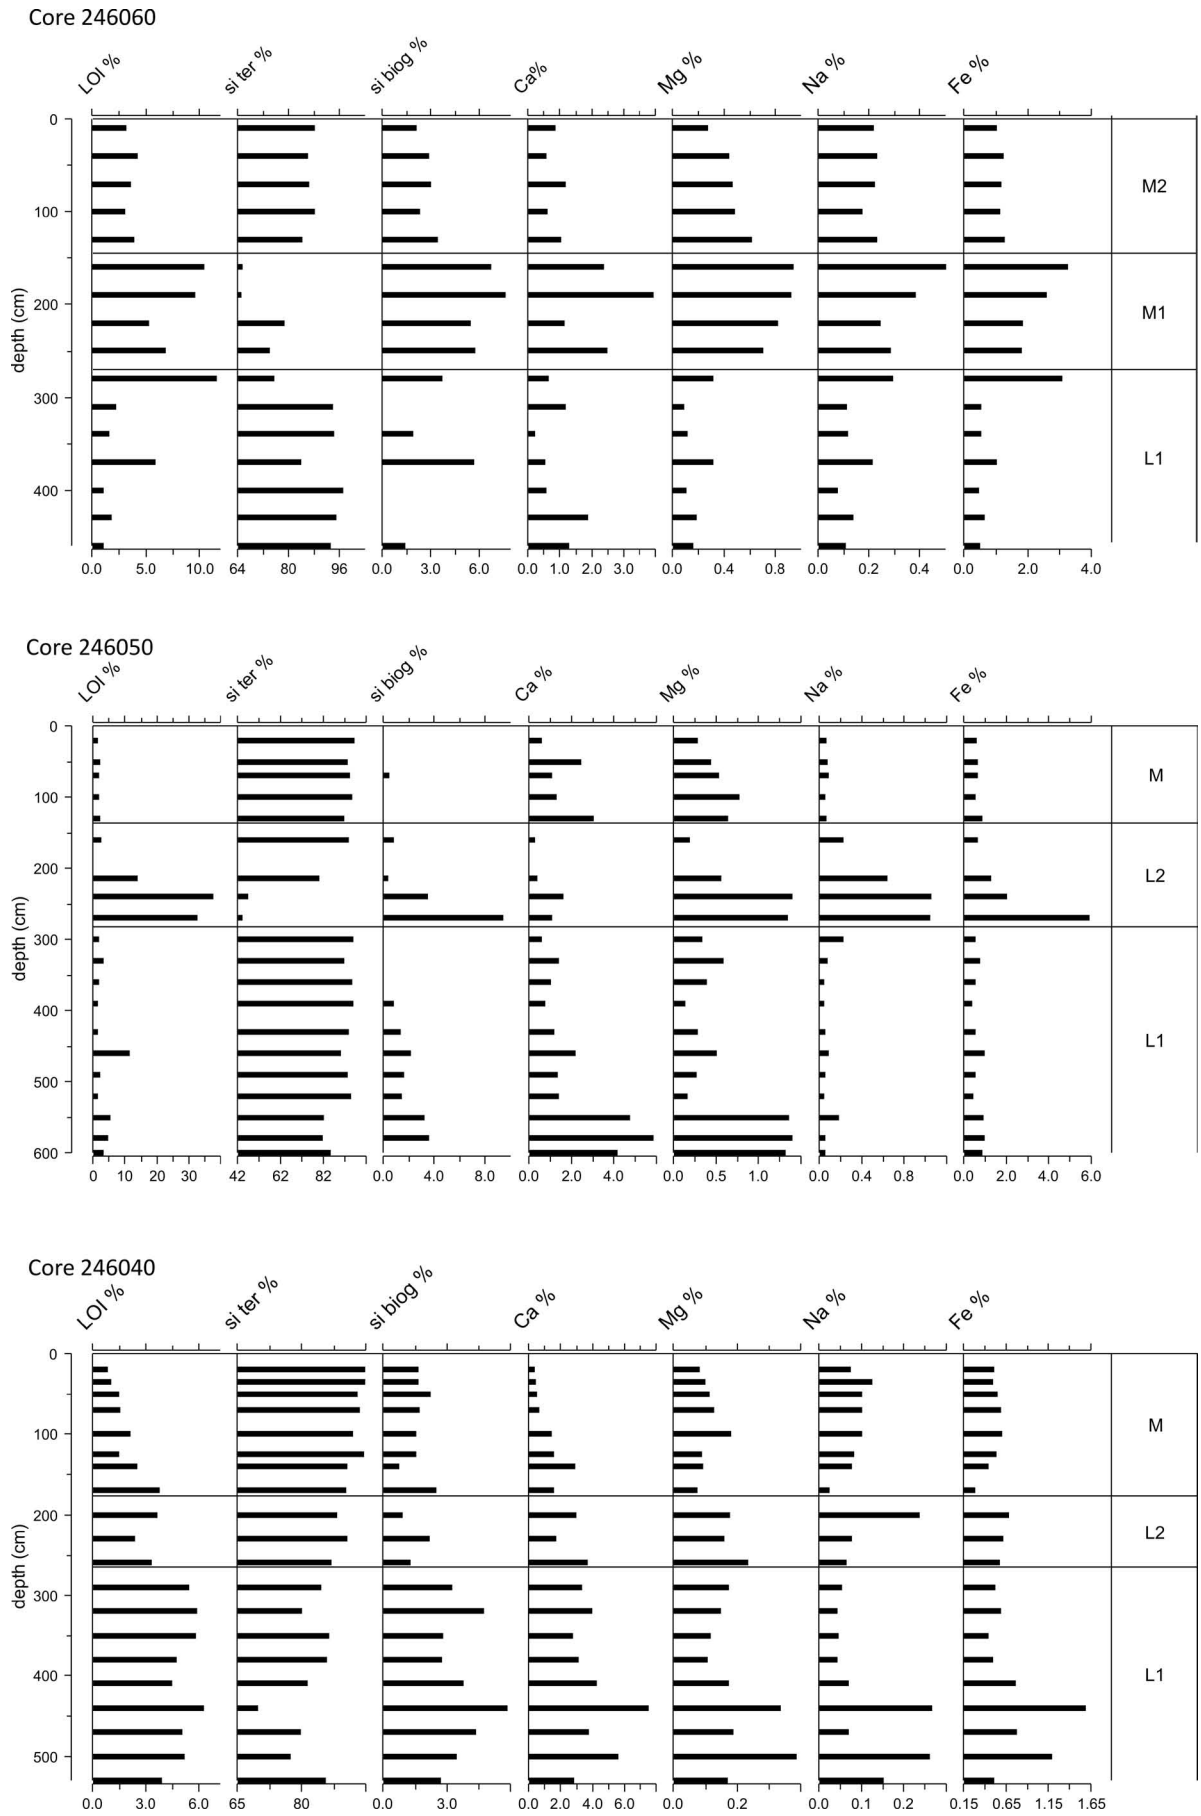 Core 246060
LOI % si ter % si biog % Ca% Mg % Na % Fe %
0
M2
100
200
M1
depth (cm)
300
L1
400
0.0 5.0 10.0 64 80 96 0.0 3.0 6.0 0.0 1.0 2.0 3.0 0.0 0.4 0.8 0.0 0.2 0.4 0.0 2.0 4.0
Core 246050
LOI % si ter % si biog % Ca % Mg % Na % Fe %
0
M
100
200
L2
depth (cm)
300
400
L1
500
600
0 10 20 30 42 62 82 0.0 4.0 8.0 0.0 2.0 4.0 0.0 0.5 1.0 0.0 0.4 0.8 0.0 2.0 4.0 6.0
Core 246040
LOI % si ter % si biog % Ca % Mg % Na % Fe %
0
M
100
200
L2
depth (cm)
300
400
L1
500
0.0 3.0 6.0 65 80 0.0 3.0 0.0 2.0 4.0 6.0 0.0 0.2 0.0 0.1 0.2 0.15 0.65 1.15 1.65